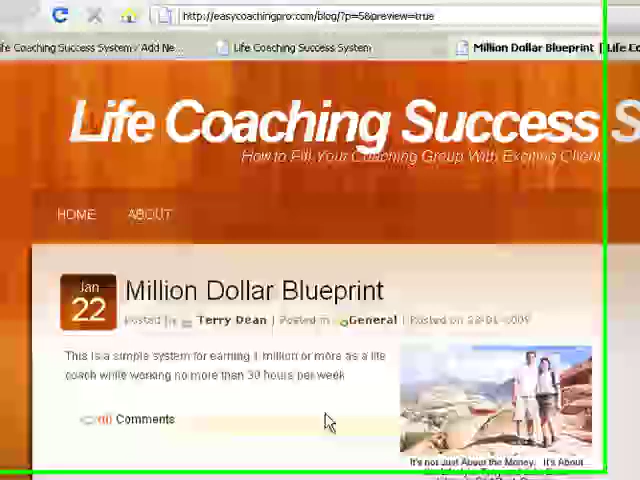 http://easycoachingpro.com/blog/?p=5&preview=true
Life Coaching Success System / Add Ne...
Life Coaching Success System
Million Dollar Blueprint | Life Co
Life Coaching Success S
How to Fill Your Coaching Group With Exciting Client
HOME
ABOUT
Jan
22
Million Dollar Blueprint
Posted by Terry Dean | Posted in General | Posted on 22-01-2009
This is a simple system for earning 1 million or more as a life
coach while working no more than 30 hours per week
(0) Comments
It's not Just About the Money. It's About